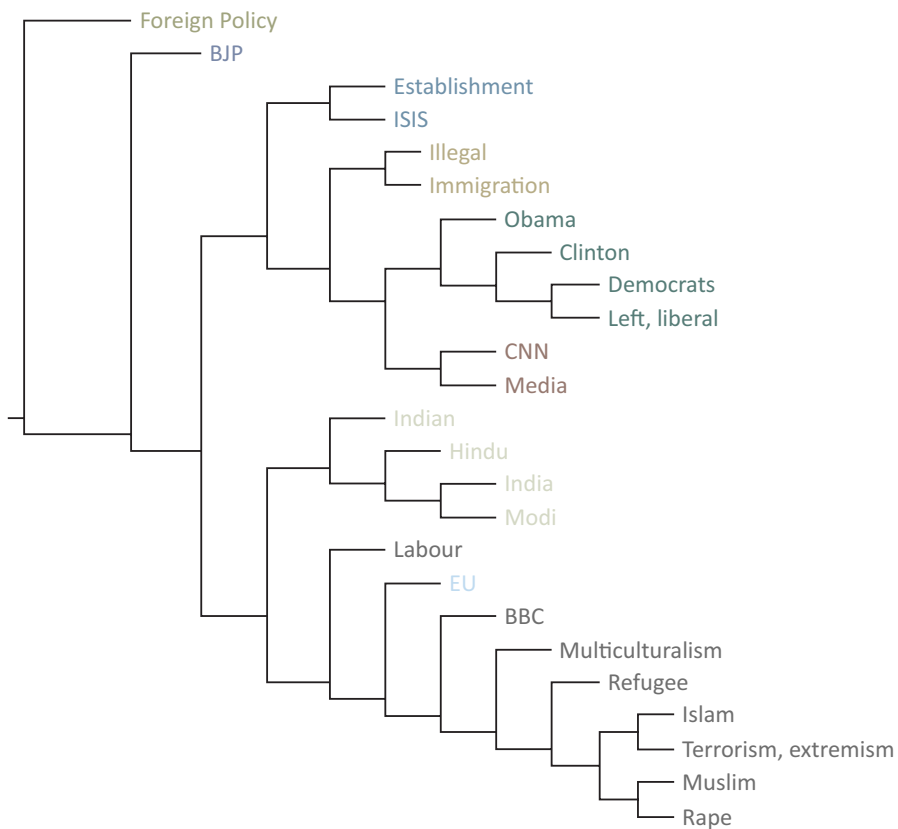 Foreign Policy
BJP
Establishment
ISIS
Illegal
Immigration
Obama
Clinton
Democrats
Left, liberal
CNN
Media
Indian
Hindu
India
Modi
Labour
EU
BBC
Multiculturalism
Refugee
Islam
Terrorism, extremism
Muslim
Rape